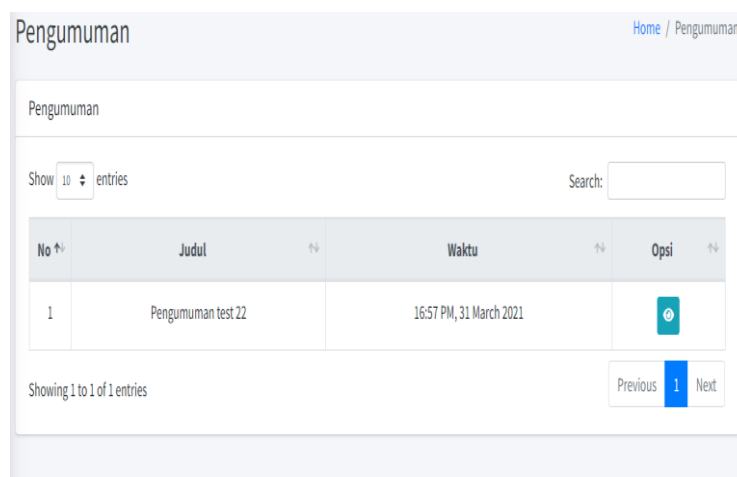 Pengumuman
Home / Pengumuman
Pengumuman
Show 10 entries
Search:
No Judul Waktu Opsi
1 Pengumuman test 22 16:57 PM, 31 March 2021
Showing 1 to 1 of 1 entries
Previous 1 Next